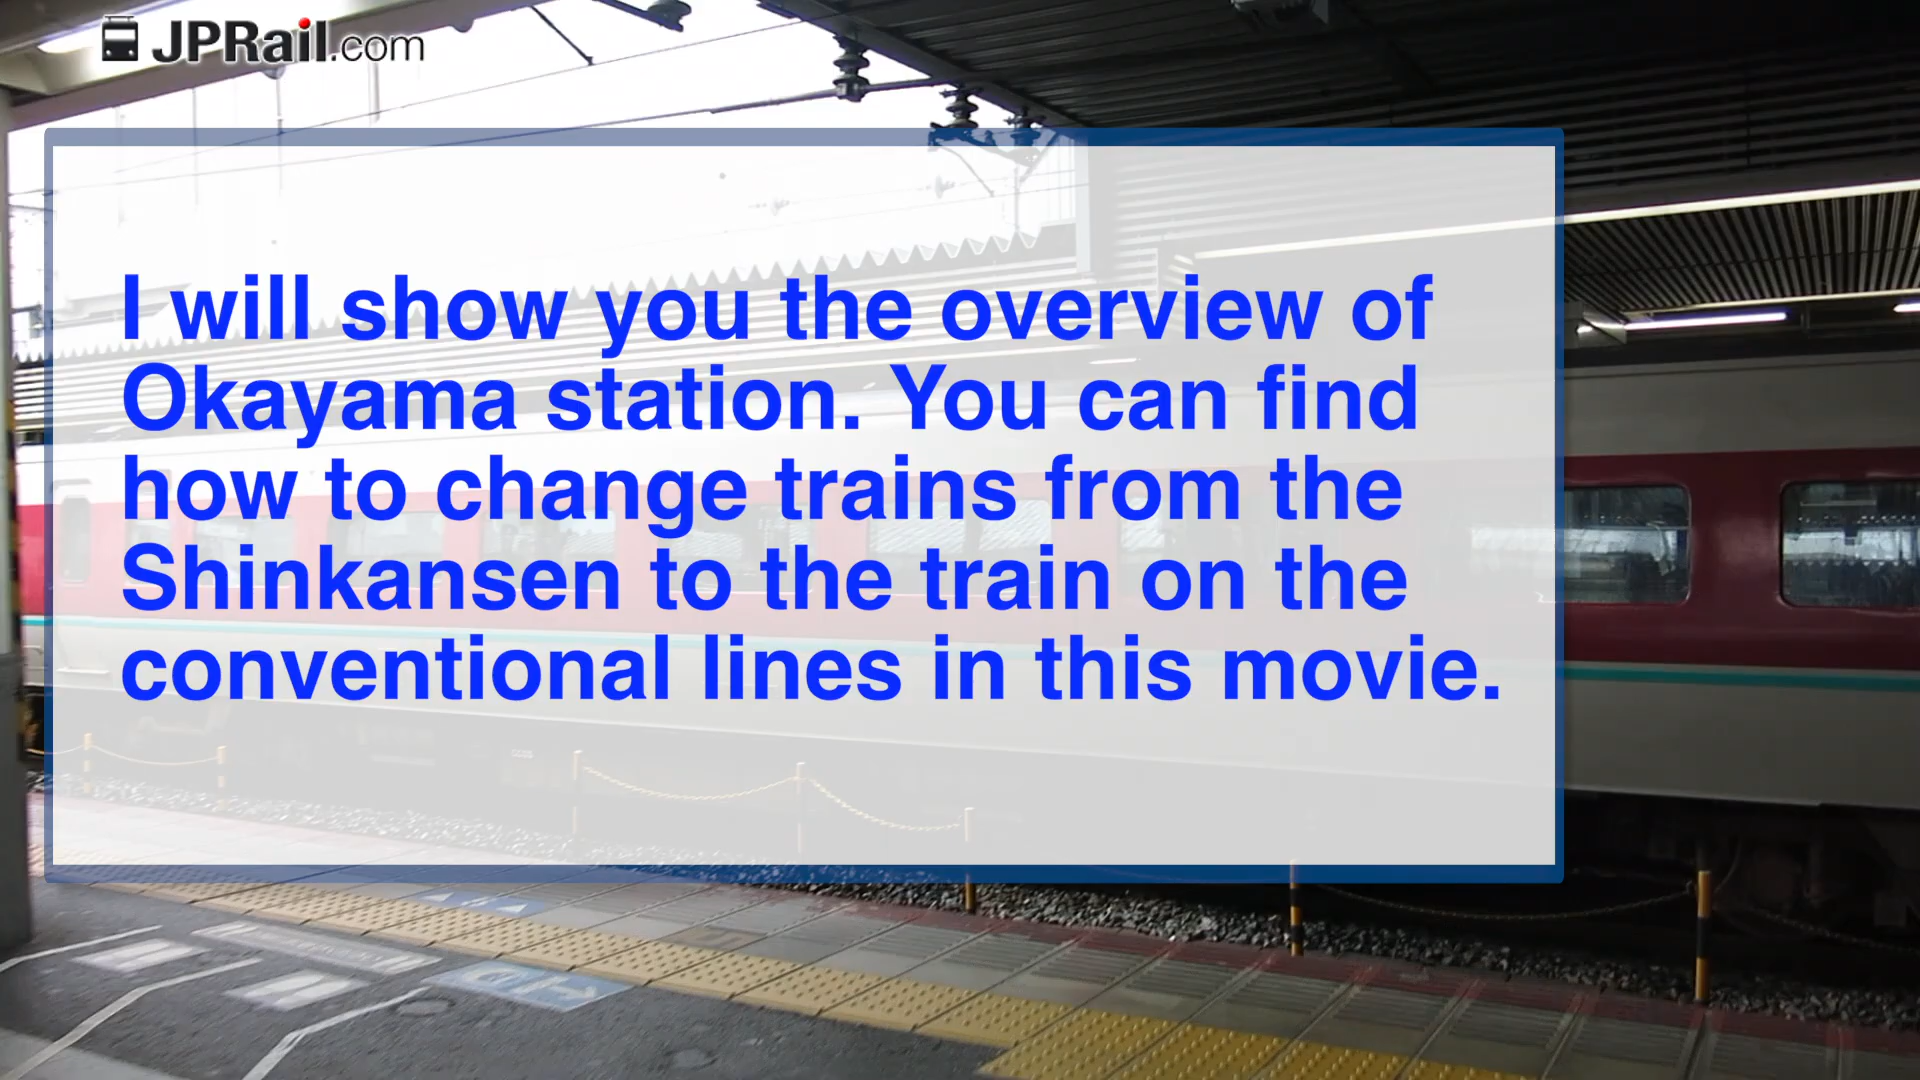 JPRail.com
I will show you the overview of
Okayama station. You can find
how to change trains from the
Shinkansen to the train on the
conventional lines in this movie.